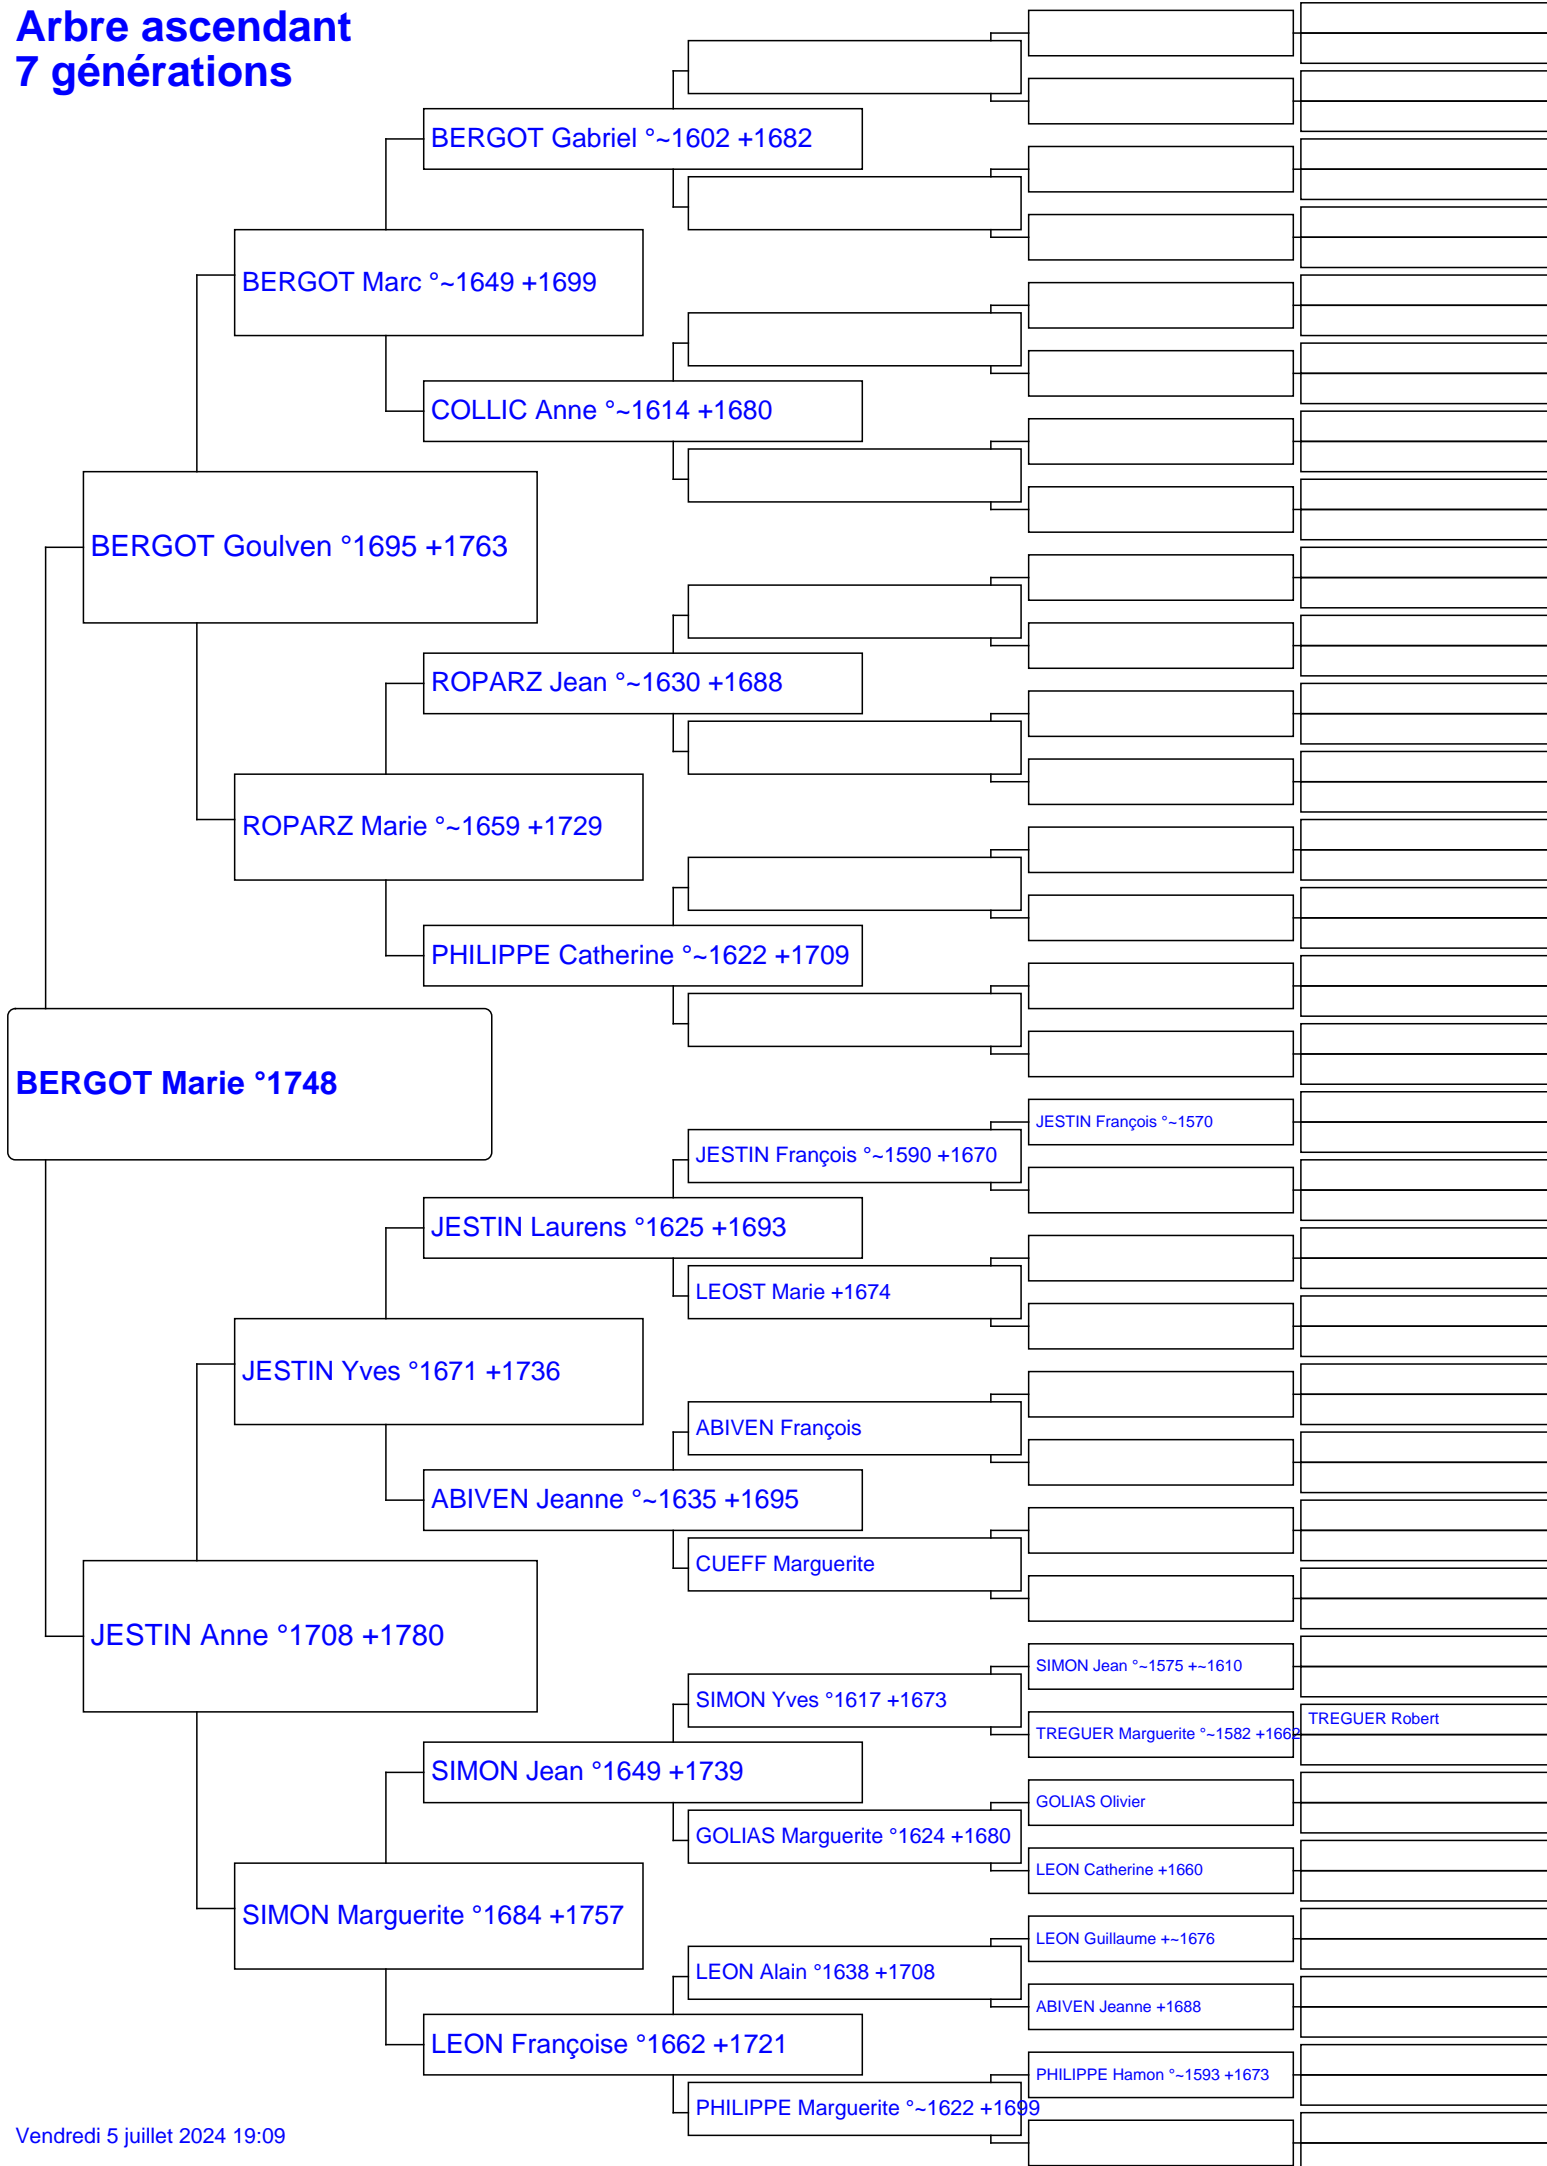 Arbre ascendant
7 générations
BERGOT Gabriel °~1602 +1682
BERGOT Marc °~1649 +1699
COLLIC Anne °~1614 +1680
BERGOT Goulven °1695 +1763
ROPARZ Jean °~1630 +1688
ROPARZ Marie °~1659 +1729
PHILIPPE Catherine °~1622 +1709
BERGOT Marie °1748
JESTIN François °~1570
JESTIN François °~1590 +1670
JESTIN Laurens °1625 +1693
LEOST Marie +1674
JESTIN Yves °1671 +1736
ABIVEN François
ABIVEN Jeanne °~1635 +1695
CUEFF Marguerite
JESTIN Anne °1708 +1780
SIMON Jean °~1575 +~1610
SIMON Yves °1617 +1673
TREGUER Robert
TREGUER Marguerite °~1582 +1662
SIMON Jean °1649 +1739
GOLIAS Olivier
GOLIAS Marguerite °1624 +1680
LEON Catherine +1660
SIMON Marguerite °1684 +1757
LEON Guillaume +~1676
LEON Alain °1638 +1708
ABIVEN Jeanne +1688
LEON Françoise °1662 +1721
PHILIPPE Hamon °~1593 +1673
PHILIPPE Marguerite °~1622 +1699
Vendredi 5 juillet 2024 19:09